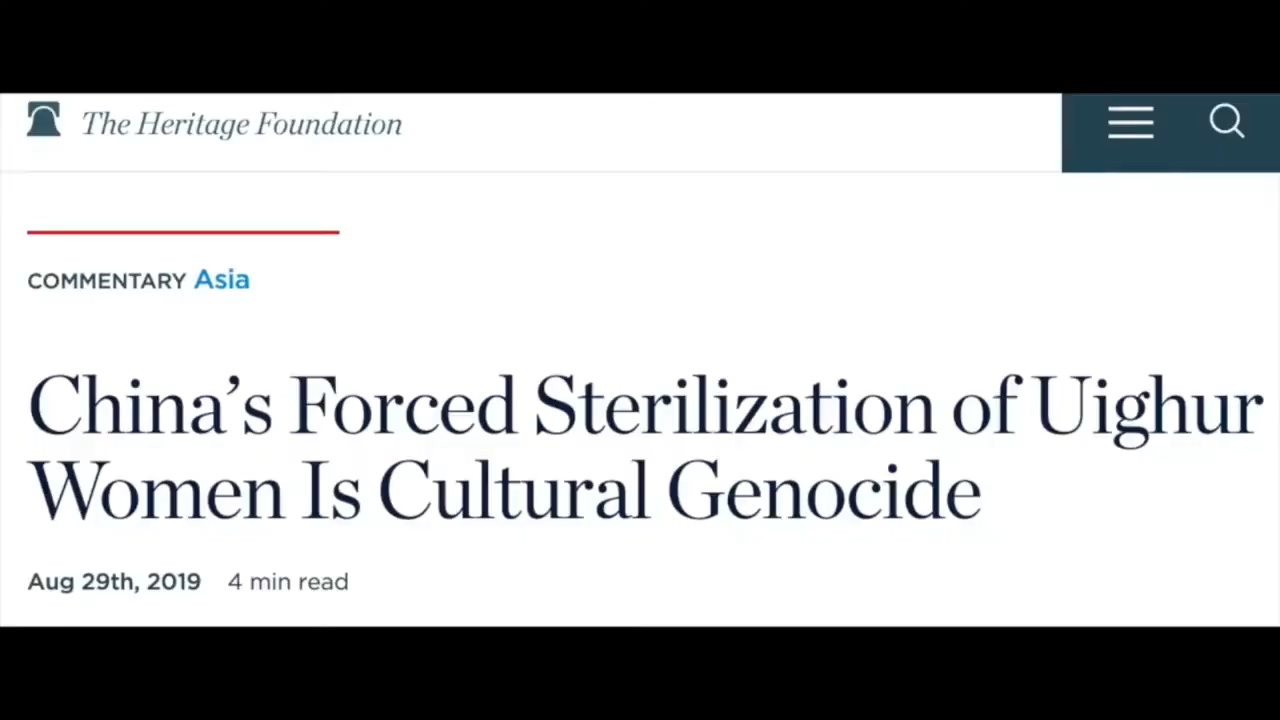 The Heritage Foundation
COMMENTARY Asia
China’s Forced Sterilization of Uighur
Women Is Cultural Genocide
Aug 29th, 2019 4 min read